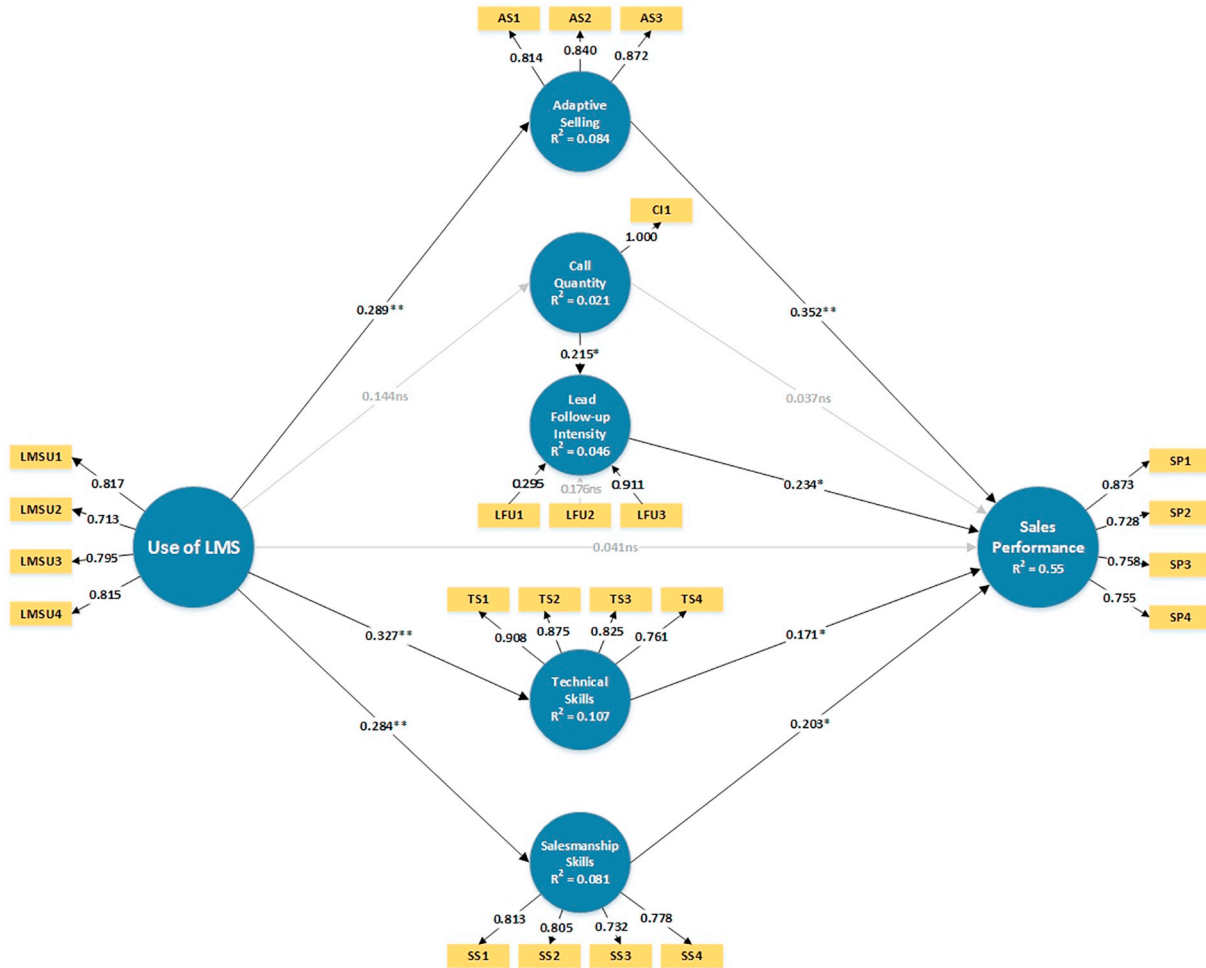 AS1 AS2 AS3
0.814 0.840 0.872
Adaptive
Selling
R² = 0.084
CI1
1.000
Call
Quantity
R² = 0.021
0.289**
0.352**
0.215*
0.144ns
0.037ns
Lead
Follow-up
Intensity
R² = 0.046
0.295 0.176ns 0.911
LFU1 LFU2 LFU3
0.234*
LMSU1
0.817
LMSU2
0.713
LMSU3
0.795
LMSU4
0.815
Use of LMS
0.041ns
Sales
Performance
R² = 0.55
SP1
0.873
SP2
0.728
SP3
0.758
SP4
0.755
TS1 TS2 TS3 TS4
0.908 0.875 0.825 0.761
0.327**
0.171*
Technical
Skills
R² = 0.107
0.284**
0.203*
Salesmanship
Skills
R² = 0.081
0.813 0.805 0.732 0.778
SS1 SS2 SS3 SS4